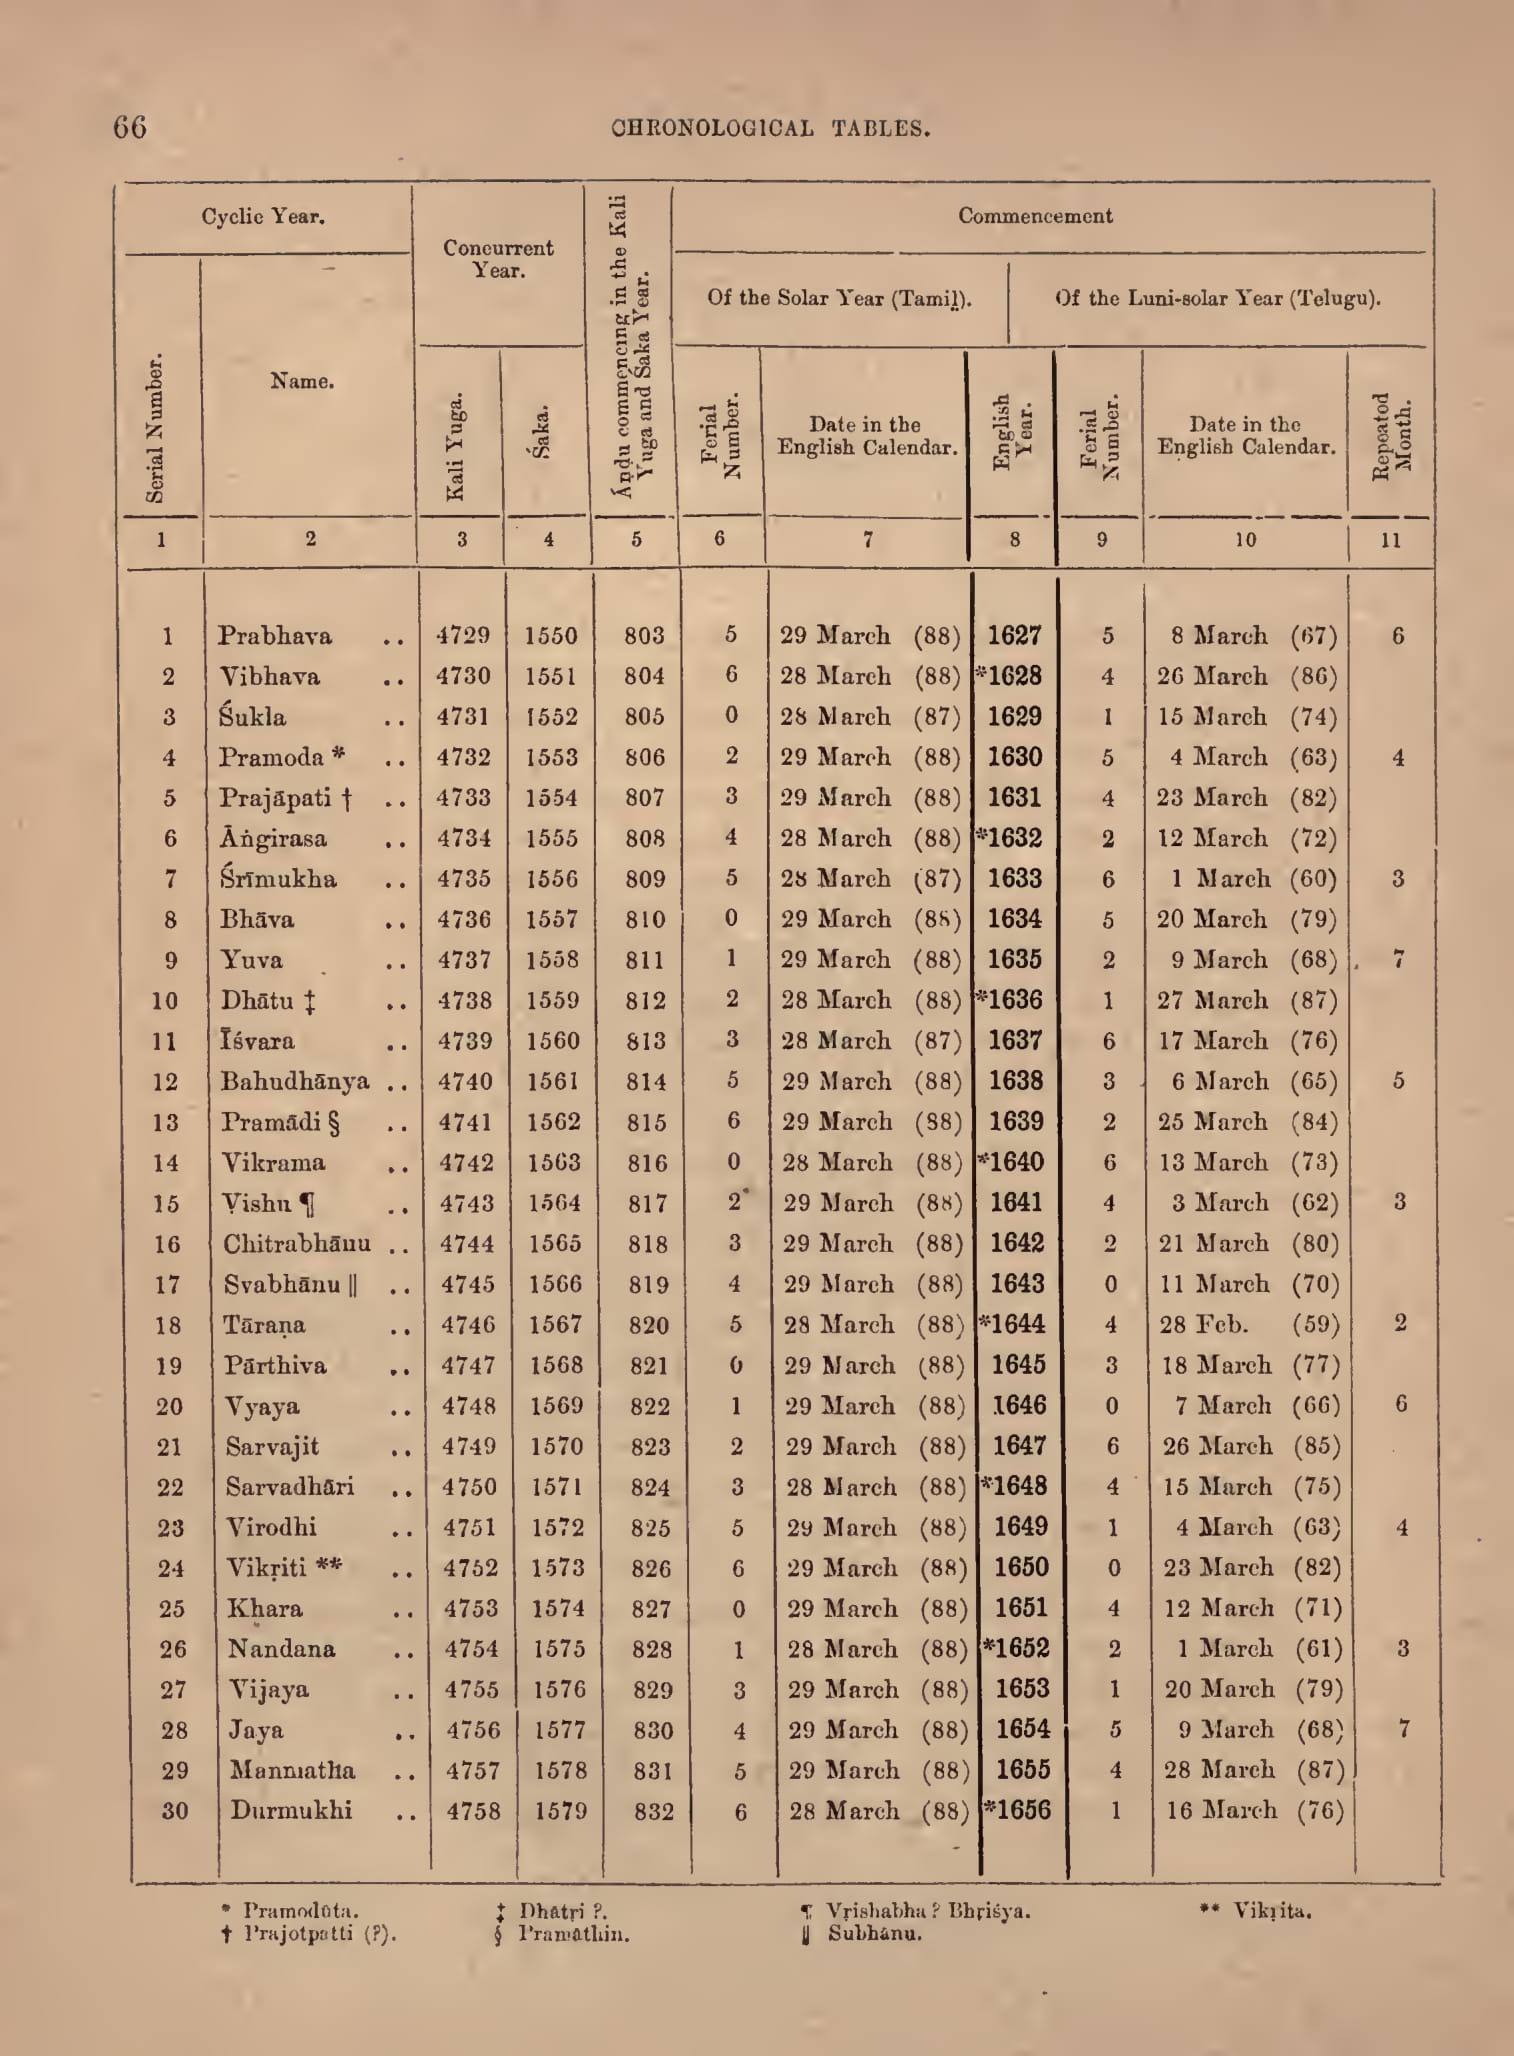 66
CHRONOLOGICAL TABLES.
Cyclic Year.
Concurrent
Year.
Áṇḍu commencing in the Kali
Yuga and Śaka Year.
Commencement
Of the Solar Year (Tamiḷ).
Of the Luni-solar Year (Telugu).
Serial Number.
Name.
Kali Yuga.
Śaka.
Ferial
Number.
Date in the
English Calendar.
English
Year.
Ferial
Number.
Date in the
English Calendar.
Repeated
Month.
1 2 3 4 5 6 7 8 9 10 11
1 Prabhava .. 4729 1550 803 5 29 March (88) 1627 5 8 March (67) 6
2 Vibhava .. 4730 1551 804 6 28 March (88) *1628 4 26 March (86)
3 Śukla .. 4731 1552 805 0 28 March (87) 1629 1 15 March (74)
4 Pramoda * .. 4732 1553 806 2 29 March (88) 1630 5 4 March (63) 4
5 Prajāpati † .. 4733 1554 807 3 29 March (88) 1631 4 23 March (82)
6 Āṅgirasa .. 4734 1555 808 4 28 March (88) *1632 2 12 March (72)
7 Śrīmukha .. 4735 1556 809 5 28 March (87) 1633 6 1 March (60) 3
8 Bhāva .. 4736 1557 810 0 29 March (88) 1634 5 20 March (79)
9 Yuva .. 4737 1558 811 1 29 March (88) 1635 2 9 March (68) 7
10 Dhātu ‡ .. 4738 1559 812 2 28 March (88) *1636 1 27 March (87)
11 Īśvara .. 4739 1560 813 3 28 March (87) 1637 6 17 March (76)
12 Bahudhānya .. 4740 1561 814 5 29 March (88) 1638 3 6 March (65) 5
13 Pramādi § .. 4741 1562 815 6 29 March (88) 1639 2 25 March (84)
14 Vikrama .. 4742 1563 816 0 28 March (88) *1640 6 13 March (73)
15 Vishu ¶ .. 4743 1564 817 2 29 March (88) 1641 4 3 March (62) 3
16 Chitrabhānu .. 4744 1565 818 3 29 March (88) 1642 2 21 March (80)
17 Svabhānu || .. 4745 1566 819 4 29 March (88) 1643 0 11 March (70)
18 Tāraṇa .. 4746 1567 820 5 28 March (88) *1644 4 28 Feb. (59) 2
19 Pārthiva .. 4747 1568 821 0 29 March (88) 1645 3 18 March (77)
20 Vyaya .. 4748 1569 822 1 29 March (88) 1646 0 7 March (66) 6
21 Sarvajit .. 4749 1570 823 2 29 March (88) 1647 6 26 March (85)
22 Sarvadhāri .. 4750 1571 824 3 28 March (88) *1648 4 15 March (75)
23 Virodhi .. 4751 1572 825 5 29 March (88) 1649 1 4 March (63) 4
24 Vikṛiti ** .. 4752 1573 826 6 29 March (88) 1650 0 23 March (82)
25 Khara .. 4753 1574 827 0 29 March (88) 1651 4 12 March (71)
26 Nandana .. 4754 1575 828 1 28 March (88) *1652 2 1 March (61) 3
27 Vijaya .. 4755 1576 829 3 29 March (88) 1653 1 20 March (79)
28 Jaya .. 4756 1577 830 4 29 March (88) 1654 5 9 March (68) 7
29 Manmatha .. 4757 1578 831 5 29 March (88) 1655 4 28 March (87)
30 Durmukhi .. 4758 1579 832 6 28 March (88) *1656 1 16 March (76)
* Pramodūta. ‡ Dhātṛi ?. ¶ Vṛishabha ? Bhṛiśya. ** Vikṛita.
† Prajotpatti (?). § Pramāthin. || Subhānu.